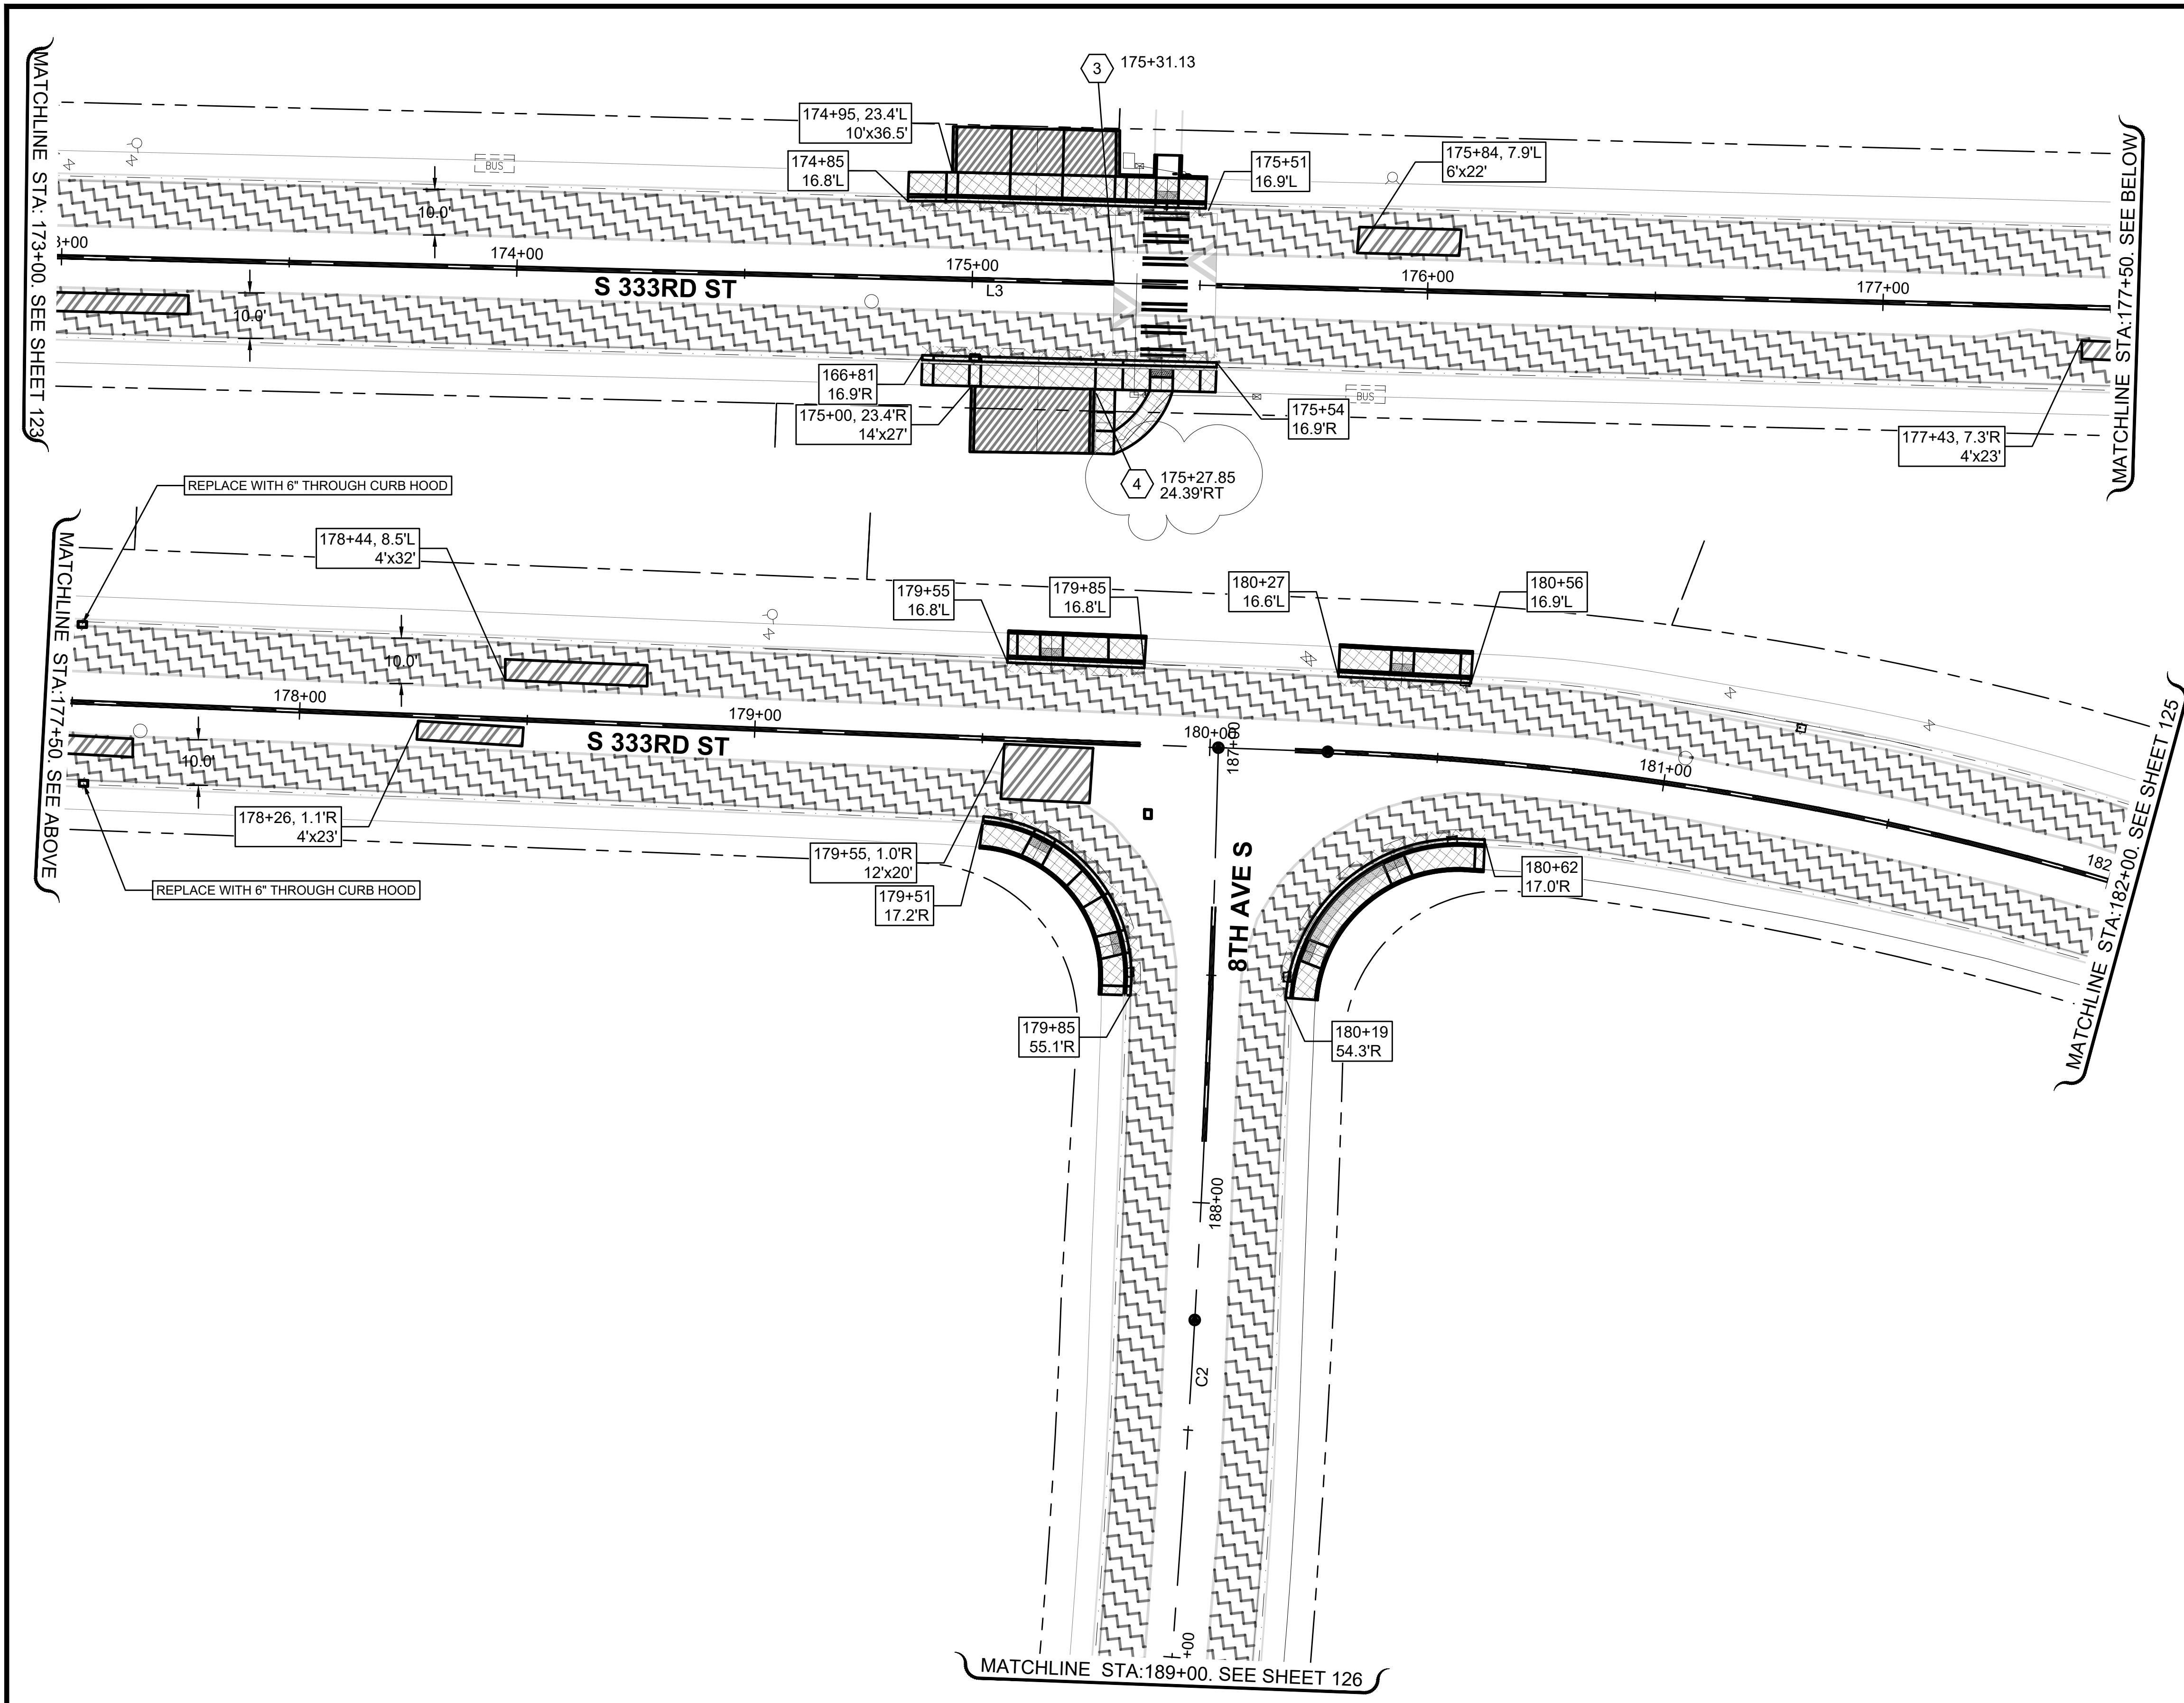 MATCHLINE STA: 173+00. SEE SHEET 123
3
175+31.13
174+95, 23.4'L
10'x36.5'
174+85
16.8'L
175+51
16.9'L
175+84, 7.9'L
6'x22'
BUS
10.0'
3+00
174+00
175+00
176+00
177+00
S 333RD ST
L3
10.0'
166+81
16.9'R
175+00, 23.4'R
14'x27'
175+54
16.9'R
BUS
177+43, 7.3'R
4'x23'
4
175+27.85
24.39'RT
MATCHLINE STA:177+50. SEE BELOW
REPLACE WITH 6" THROUGH CURB HOOD
MATCHLINE STA:177+50. SEE ABOVE
178+44, 8.5'L
4'x32'
179+55
16.8'L
179+85
16.8'L
180+27
16.6'L
180+56
16.9'L
10.0'
178+00
179+00
180+00
187+00
181+00
182
S 333RD ST
10.0'
178+26, 1.1'R
4'x23'
179+55, 1.0'R
12'x20'
179+51
17.2'R
REPLACE WITH 6" THROUGH CURB HOOD
180+62
17.0'R
8TH AVE S
179+85
55.1'R
180+19
54.3'R
MATCHLINE STA:182+00. SEE SHEET 125
188+00
C2
+00
MATCHLINE STA:189+00. SEE SHEET 126